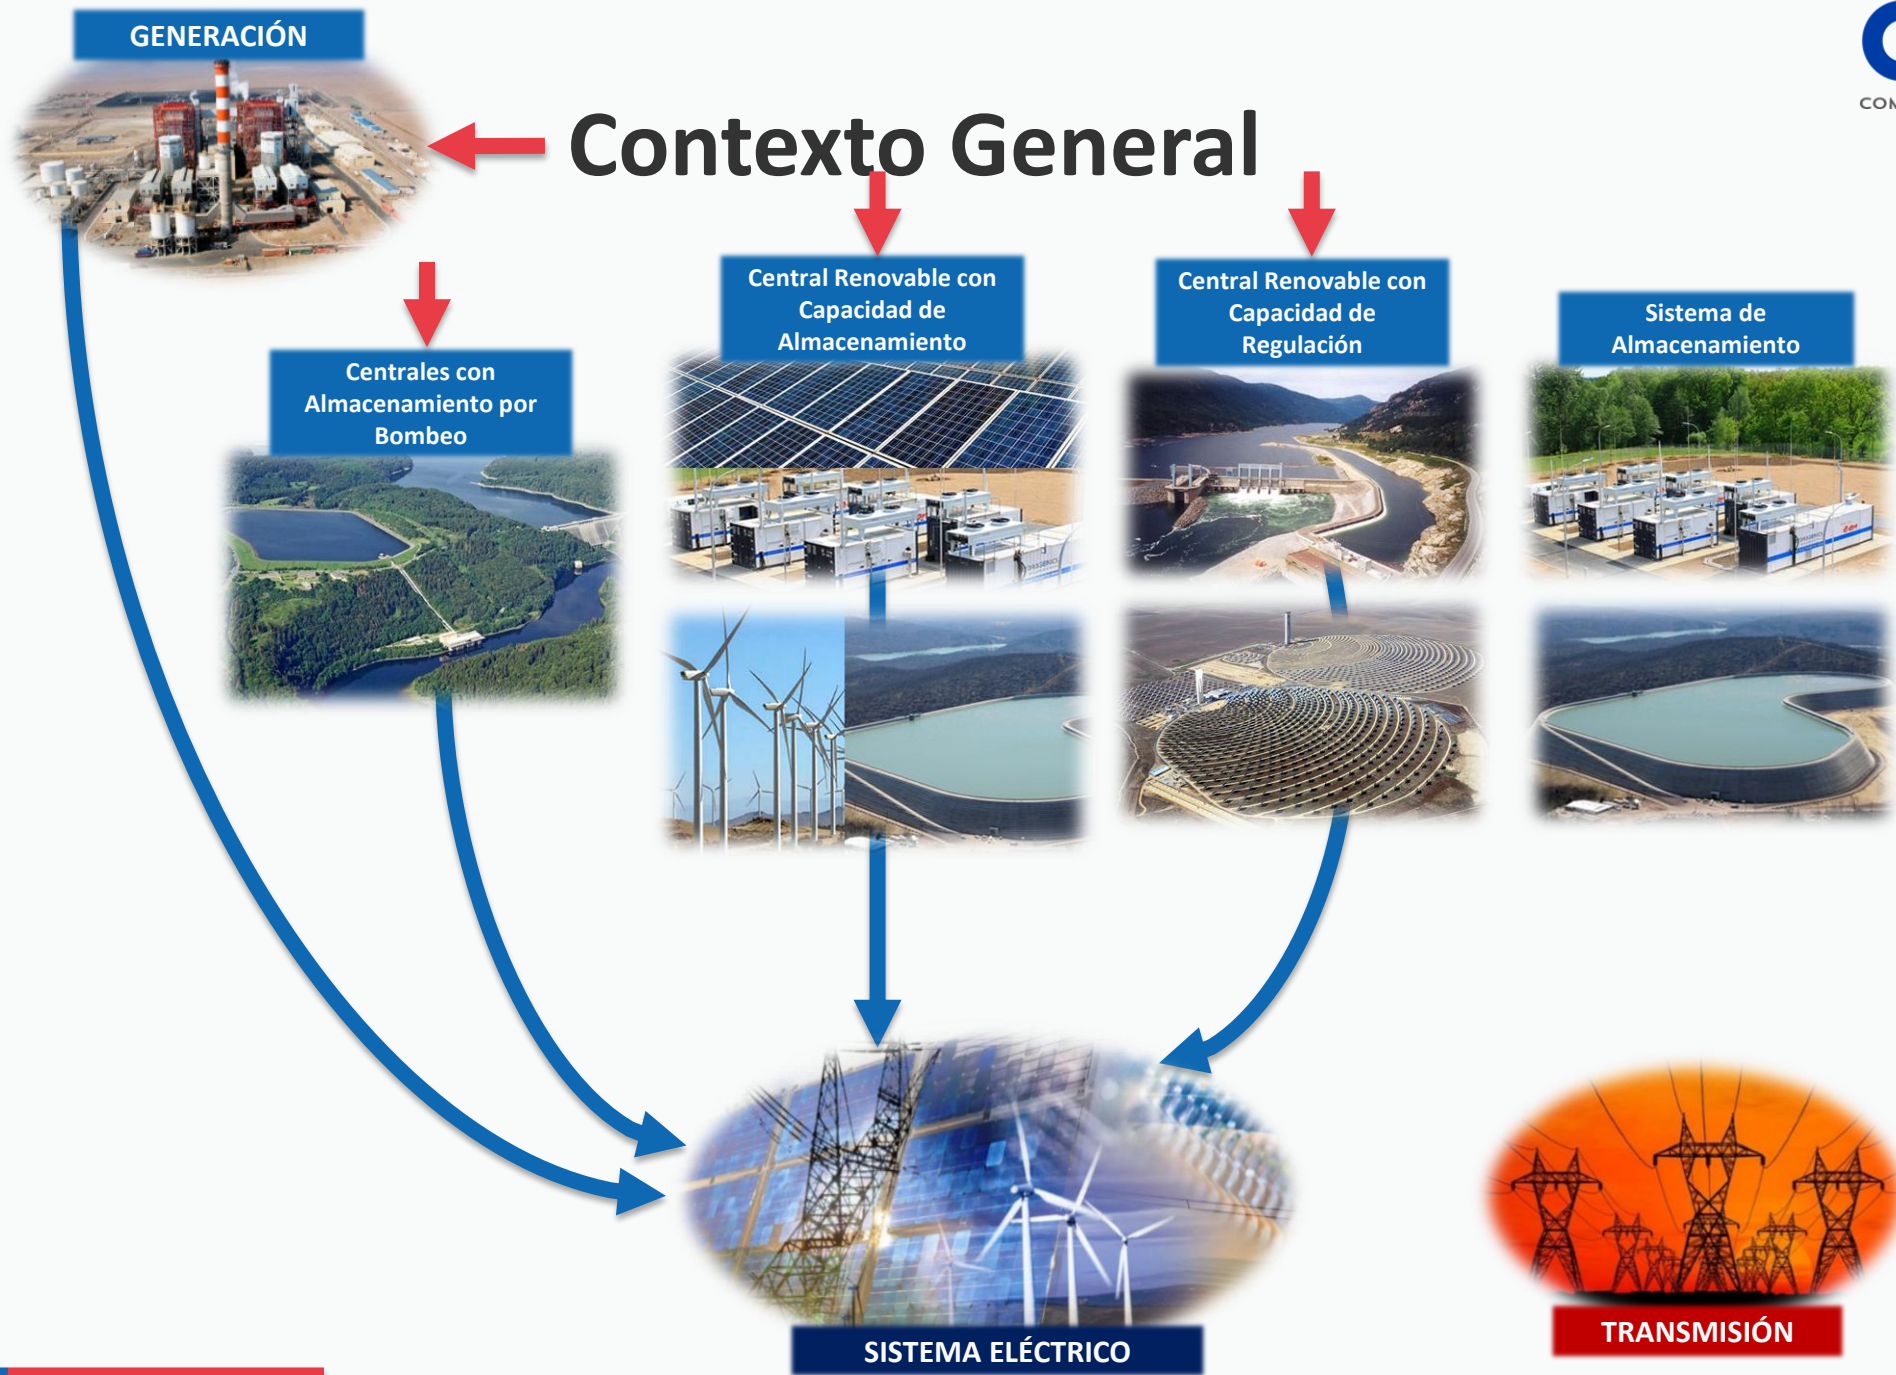 GENERACIÓN
Contexto General
Centrales con
Almacenamiento por
Bombeo
Central Renovable con
Capacidad de
Almacenamiento
Central Renovable con
Capacidad de
Regulación
Sistema de
Almacenamiento
SISTEMA ELÉCTRICO
TRANSMISIÓN